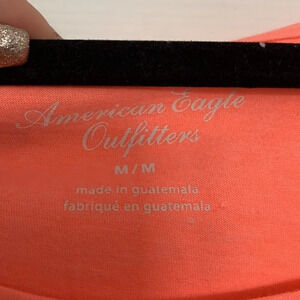 American Eagle
Outfitters
M/M
made in guatemala
fabriqué en guatemala